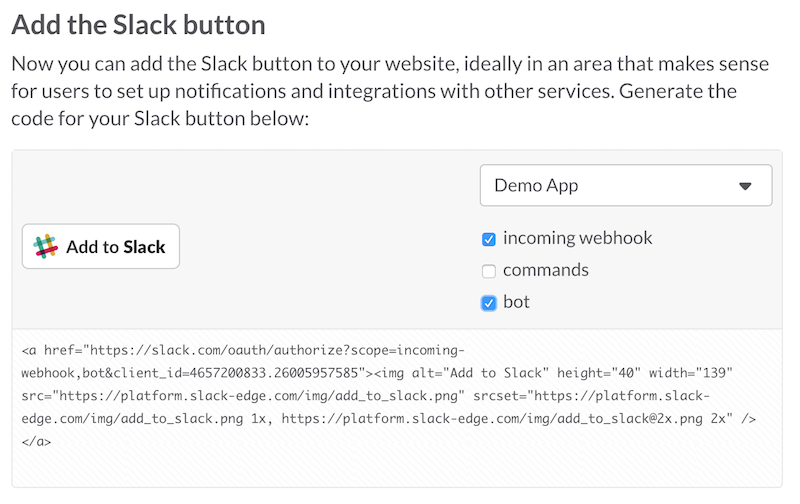 Add the Slack button
Now you can add the Slack button to your website, ideally in an area that makes sense
for users to set up notifications and integrations with other services. Generate the
code for your Slack button below:
Demo App
Add to Slack
incoming webhook
commands
bot
<a href="https://slack.com/oauth/authorize?scope=incoming-
webhook,bot&client_id=4657200833.26005957585"><img alt="Add to Slack" height="40" width="139"
src="https://platform.slack-edge.com/img/add_to_slack.png" srcset="https://platform.slack-
edge.com/img/add_to_slack.png 1x, https://platform.slack-edge.com/img/add_to_slack@2x.png 2x" />
</a>